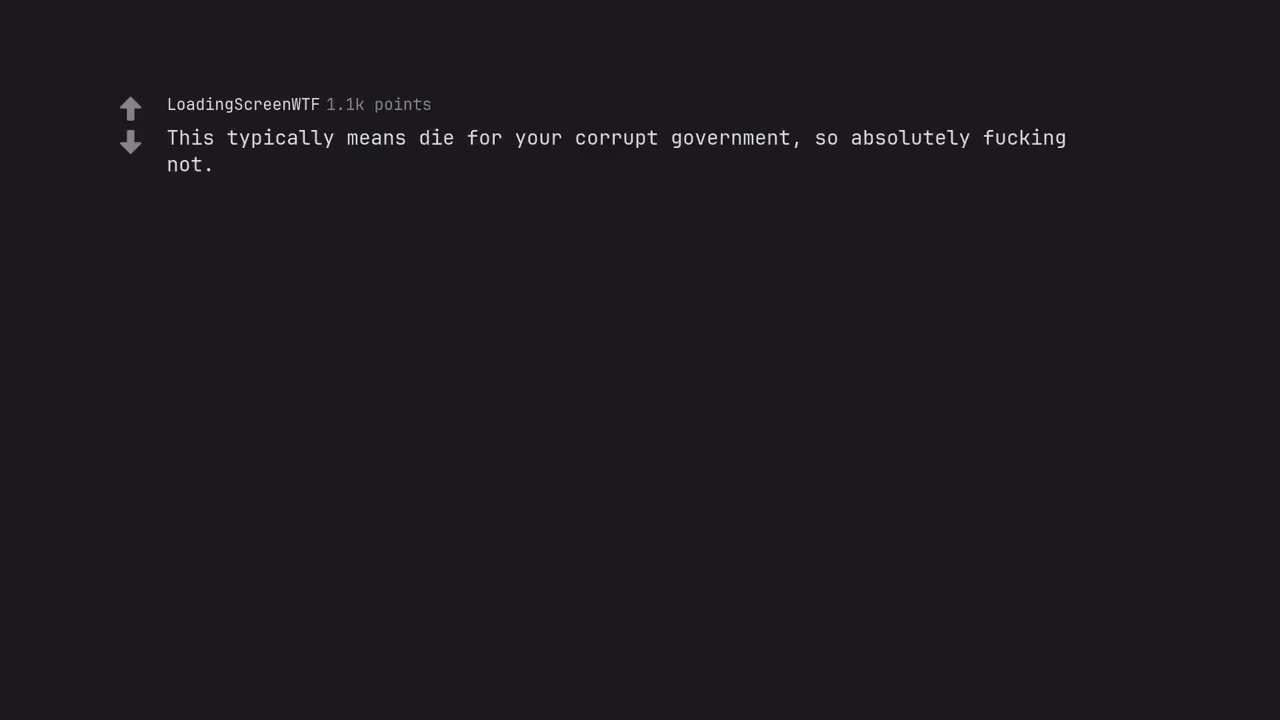 LoadingScreenWTF 1.1k points
This typically means die for your corrupt government, so absolutely fucking
not.